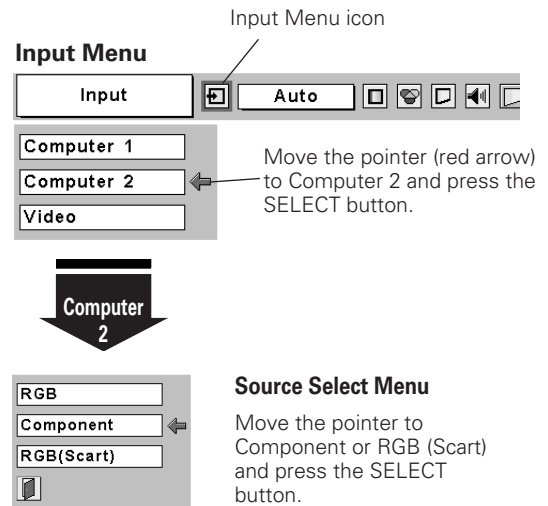 Input Menu icon
Input Menu
Input
Auto
Computer 1
Computer 2
Video
Move the pointer (red arrow)
to Computer 2 and press the
SELECT button.
Computer
2
RGB
Component
RGB(Scart)
Source Select Menu
Move the pointer to
Component or RGB (Scart)
and press the SELECT
button.